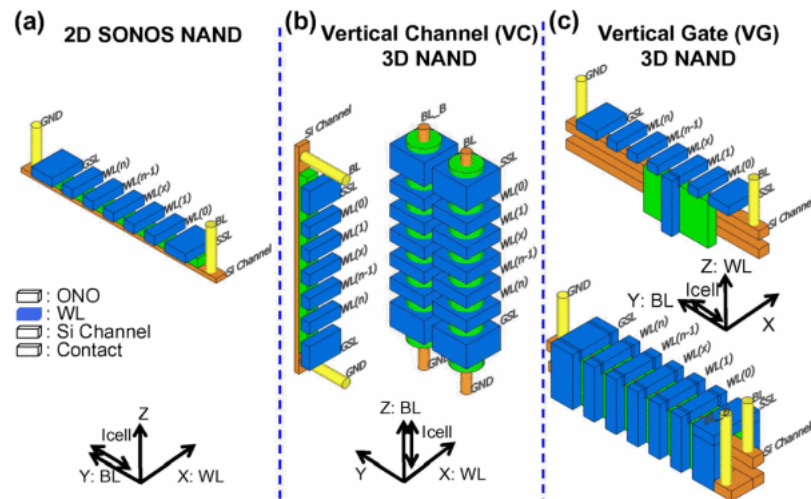 (a)
2D SONOS NAND
GND
GSL
WL(n)
WL(n-1)
WL(x)
WL(1)
WL(0)
BL
SSL
Si Channel
: ONO
: WL
: Si Channel
: Contact
Z
Icell
Y: BL
X: WL
(b)
Vertical Channel (VC)
3D NAND
Si Channel
BL
SSL
WL(0)
WL(1)
WL(x)
WL(n-1)
WL(n)
GSL
GND
BL_B
BL
SSL
WL(0)
WL(1)
WL(x)
WL(n-1)
WL(n)
GSL
GND
GND
Z: BL
Icell
Y
X: WL
(c)
Vertical Gate (VG)
3D NAND
GND
GSL
WL(n)
WL(n-1)
WL(x)
WL(1)
WL(0)
BL
SSL
Si Channel
Z: WL
Icell
Y: BL
X
GND
GSL
WL(n)
WL(n-1)
WL(x)
WL(1)
WL(0)
BL
SSL
Si Channel